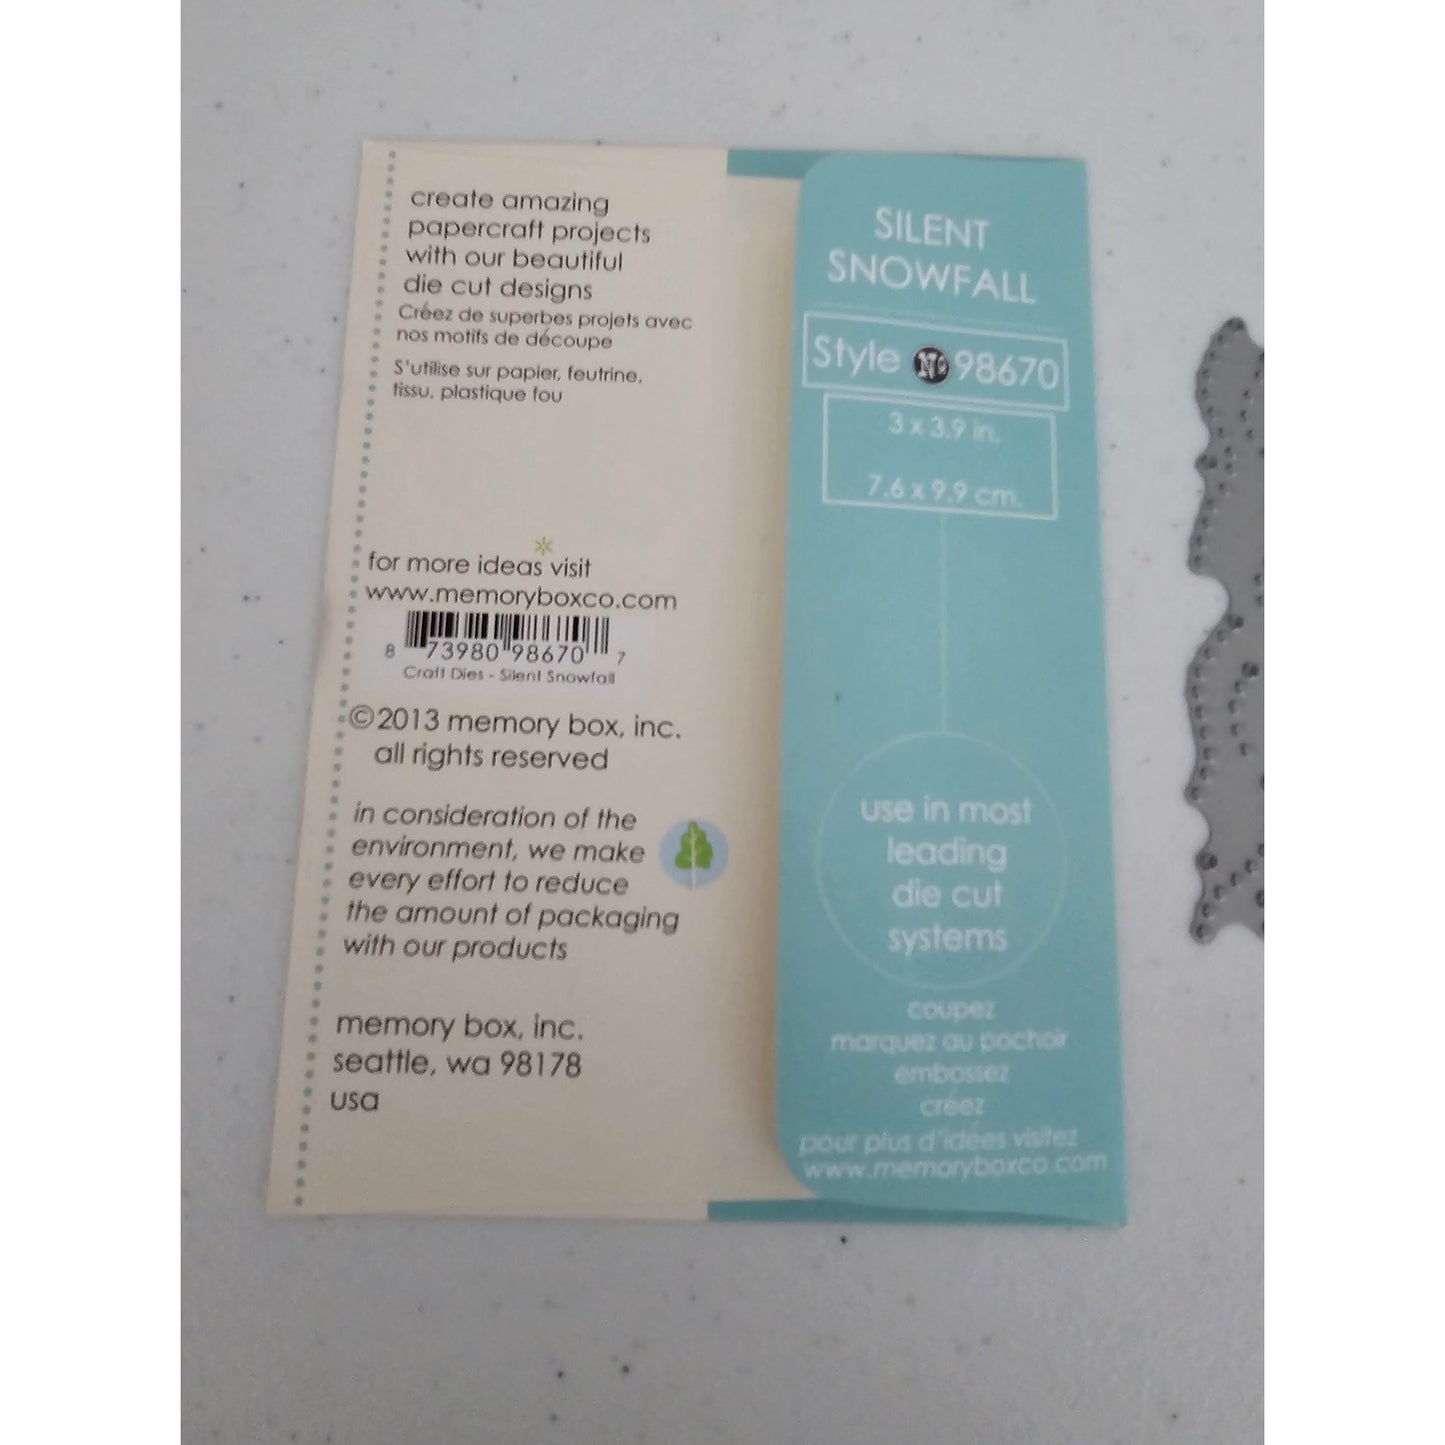 create amazing
papercraft projects
with our beautiful
die cut designs
Créez de superbes projets avec
nos motifs de découpe
S'utilise sur papier, feutrine,
tissu, plastique fou
for more ideas visit
www.memoryboxco.com
8 73980 98670 7
Craft Dies - Silent Snowfall
©2013 memory box, inc.
all rights reserved
in consideration of the
environment, we make
every effort to reduce
the amount of packaging
with our products
memory box, inc.
seattle, wa 98178
usa
SILENT
SNOWFALL
Style No 98670
3 x 3.9 in.
7.6 x 9.9 cm.
use in most
leading
die cut
systems
coupez
marquez au pochoir
embossez
créez
pour plus d'idées visitez
www.memoryboxco.com